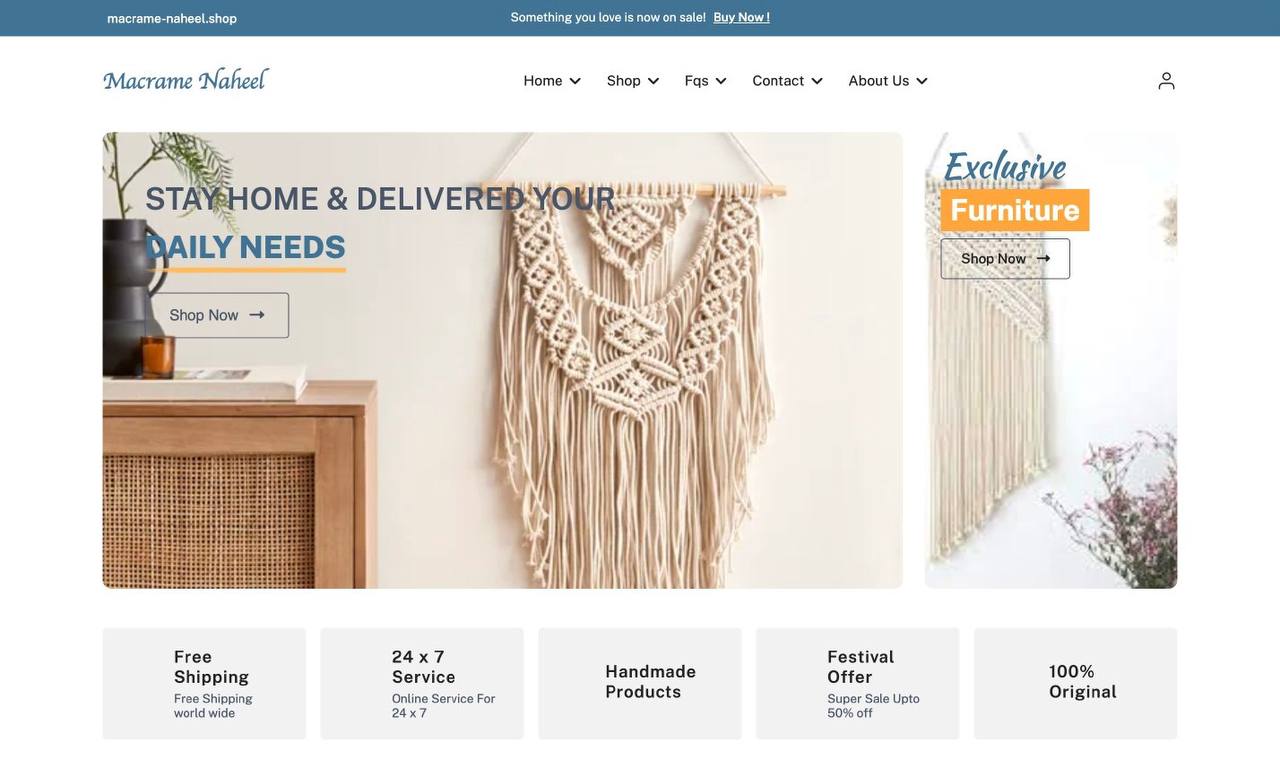 macrame-naheel.shop
Something you love is now on sale! Buy Now !
Macrame Naheel
Home Shop Fqs Contact About Us
STAY HOME & DELIVERED YOUR
DAILY NEEDS
Shop Now
Exclusive
Furniture
Shop Now
Free
Shipping
Free Shipping
world wide
24 x 7
Service
Online Service For
24 x 7
Handmade
Products
Festival
Offer
Super Sale Upto
50% off
100%
Original